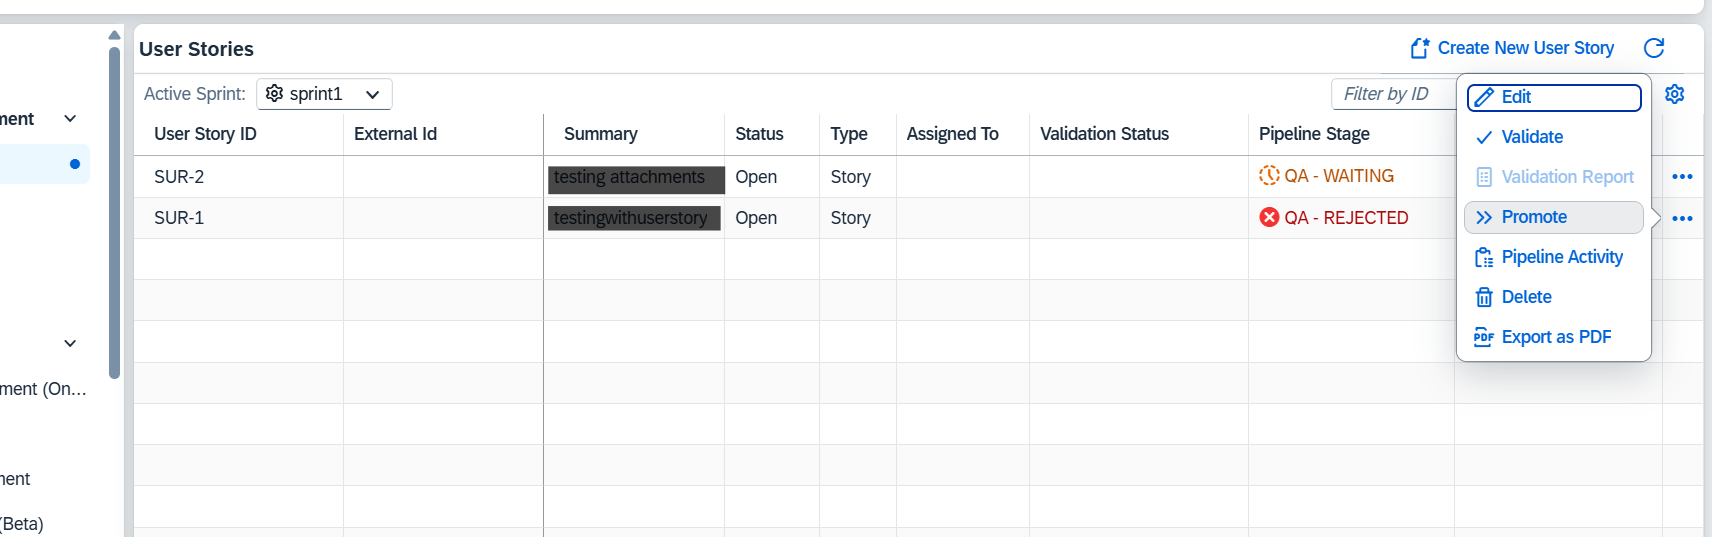 User Stories
Create New User Story
Active Sprint: sprint1
Filter by ID
User Story ID External Id Summary Status Type Assigned To Validation Status Pipeline Stage
SUR-2 testing attachments Open Story QA - WAITING
SUR-1 testingwithuserstory Open Story QA - REJECTED
Edit
Validate
Validation Report
Promote
Pipeline Activity
Delete
PDF Export as PDF
ment (On...
(Beta)